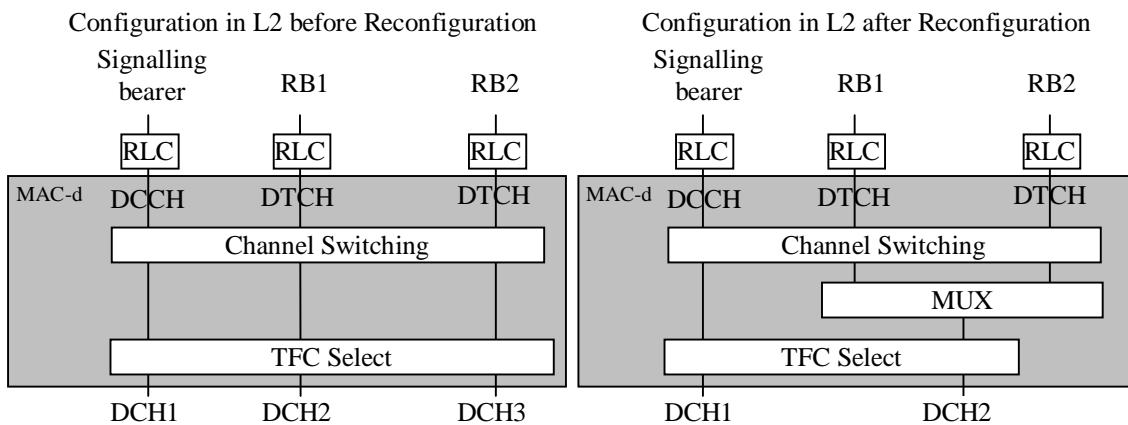 Configuration in L2 before Reconfiguration
Signalling bearer
RB1
RB2
RLC
RLC
RLC
MAC-d
DCCH
DTCH
DTCH
Channel Switching
TFC Select
DCH1
DCH2
DCH3
Configuration in L2 after Reconfiguration
Signalling bearer
RB1
RB2
RLC
RLC
RLC
MAC-d
DCCH
DTCH
DTCH
Channel Switching
MUX
TFC Select
DCH1
DCH2